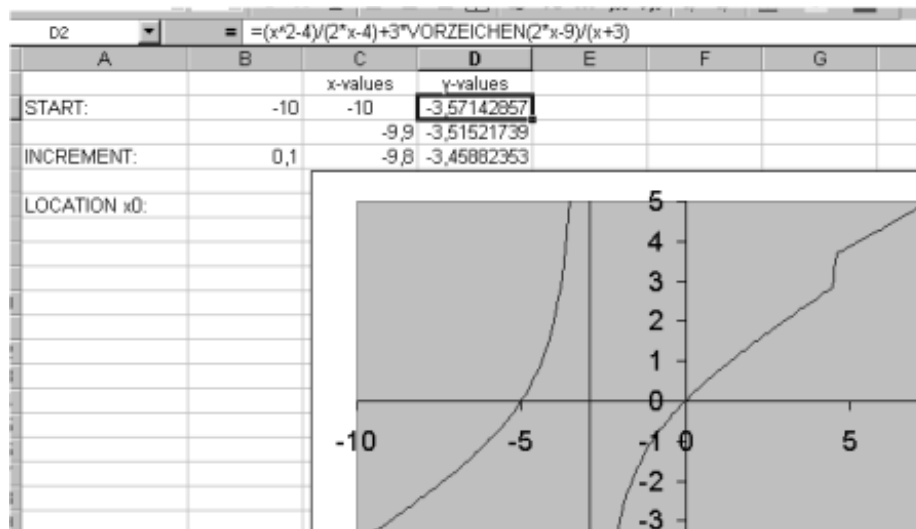 D2 = =(x^2-4)/(2*x-4)+3*VORZEICHEN(2*x-9)/(x+3)
A B C D E F G
x-values y-values
START: -10 -10 -3,57142857
-9,9 -3,51521739
INCREMENT: 0,1 -9,8 -3,45882353
LOCATION x0:
5
4
3
2
1
0
-10 -5 -1 0 5
-2
-3